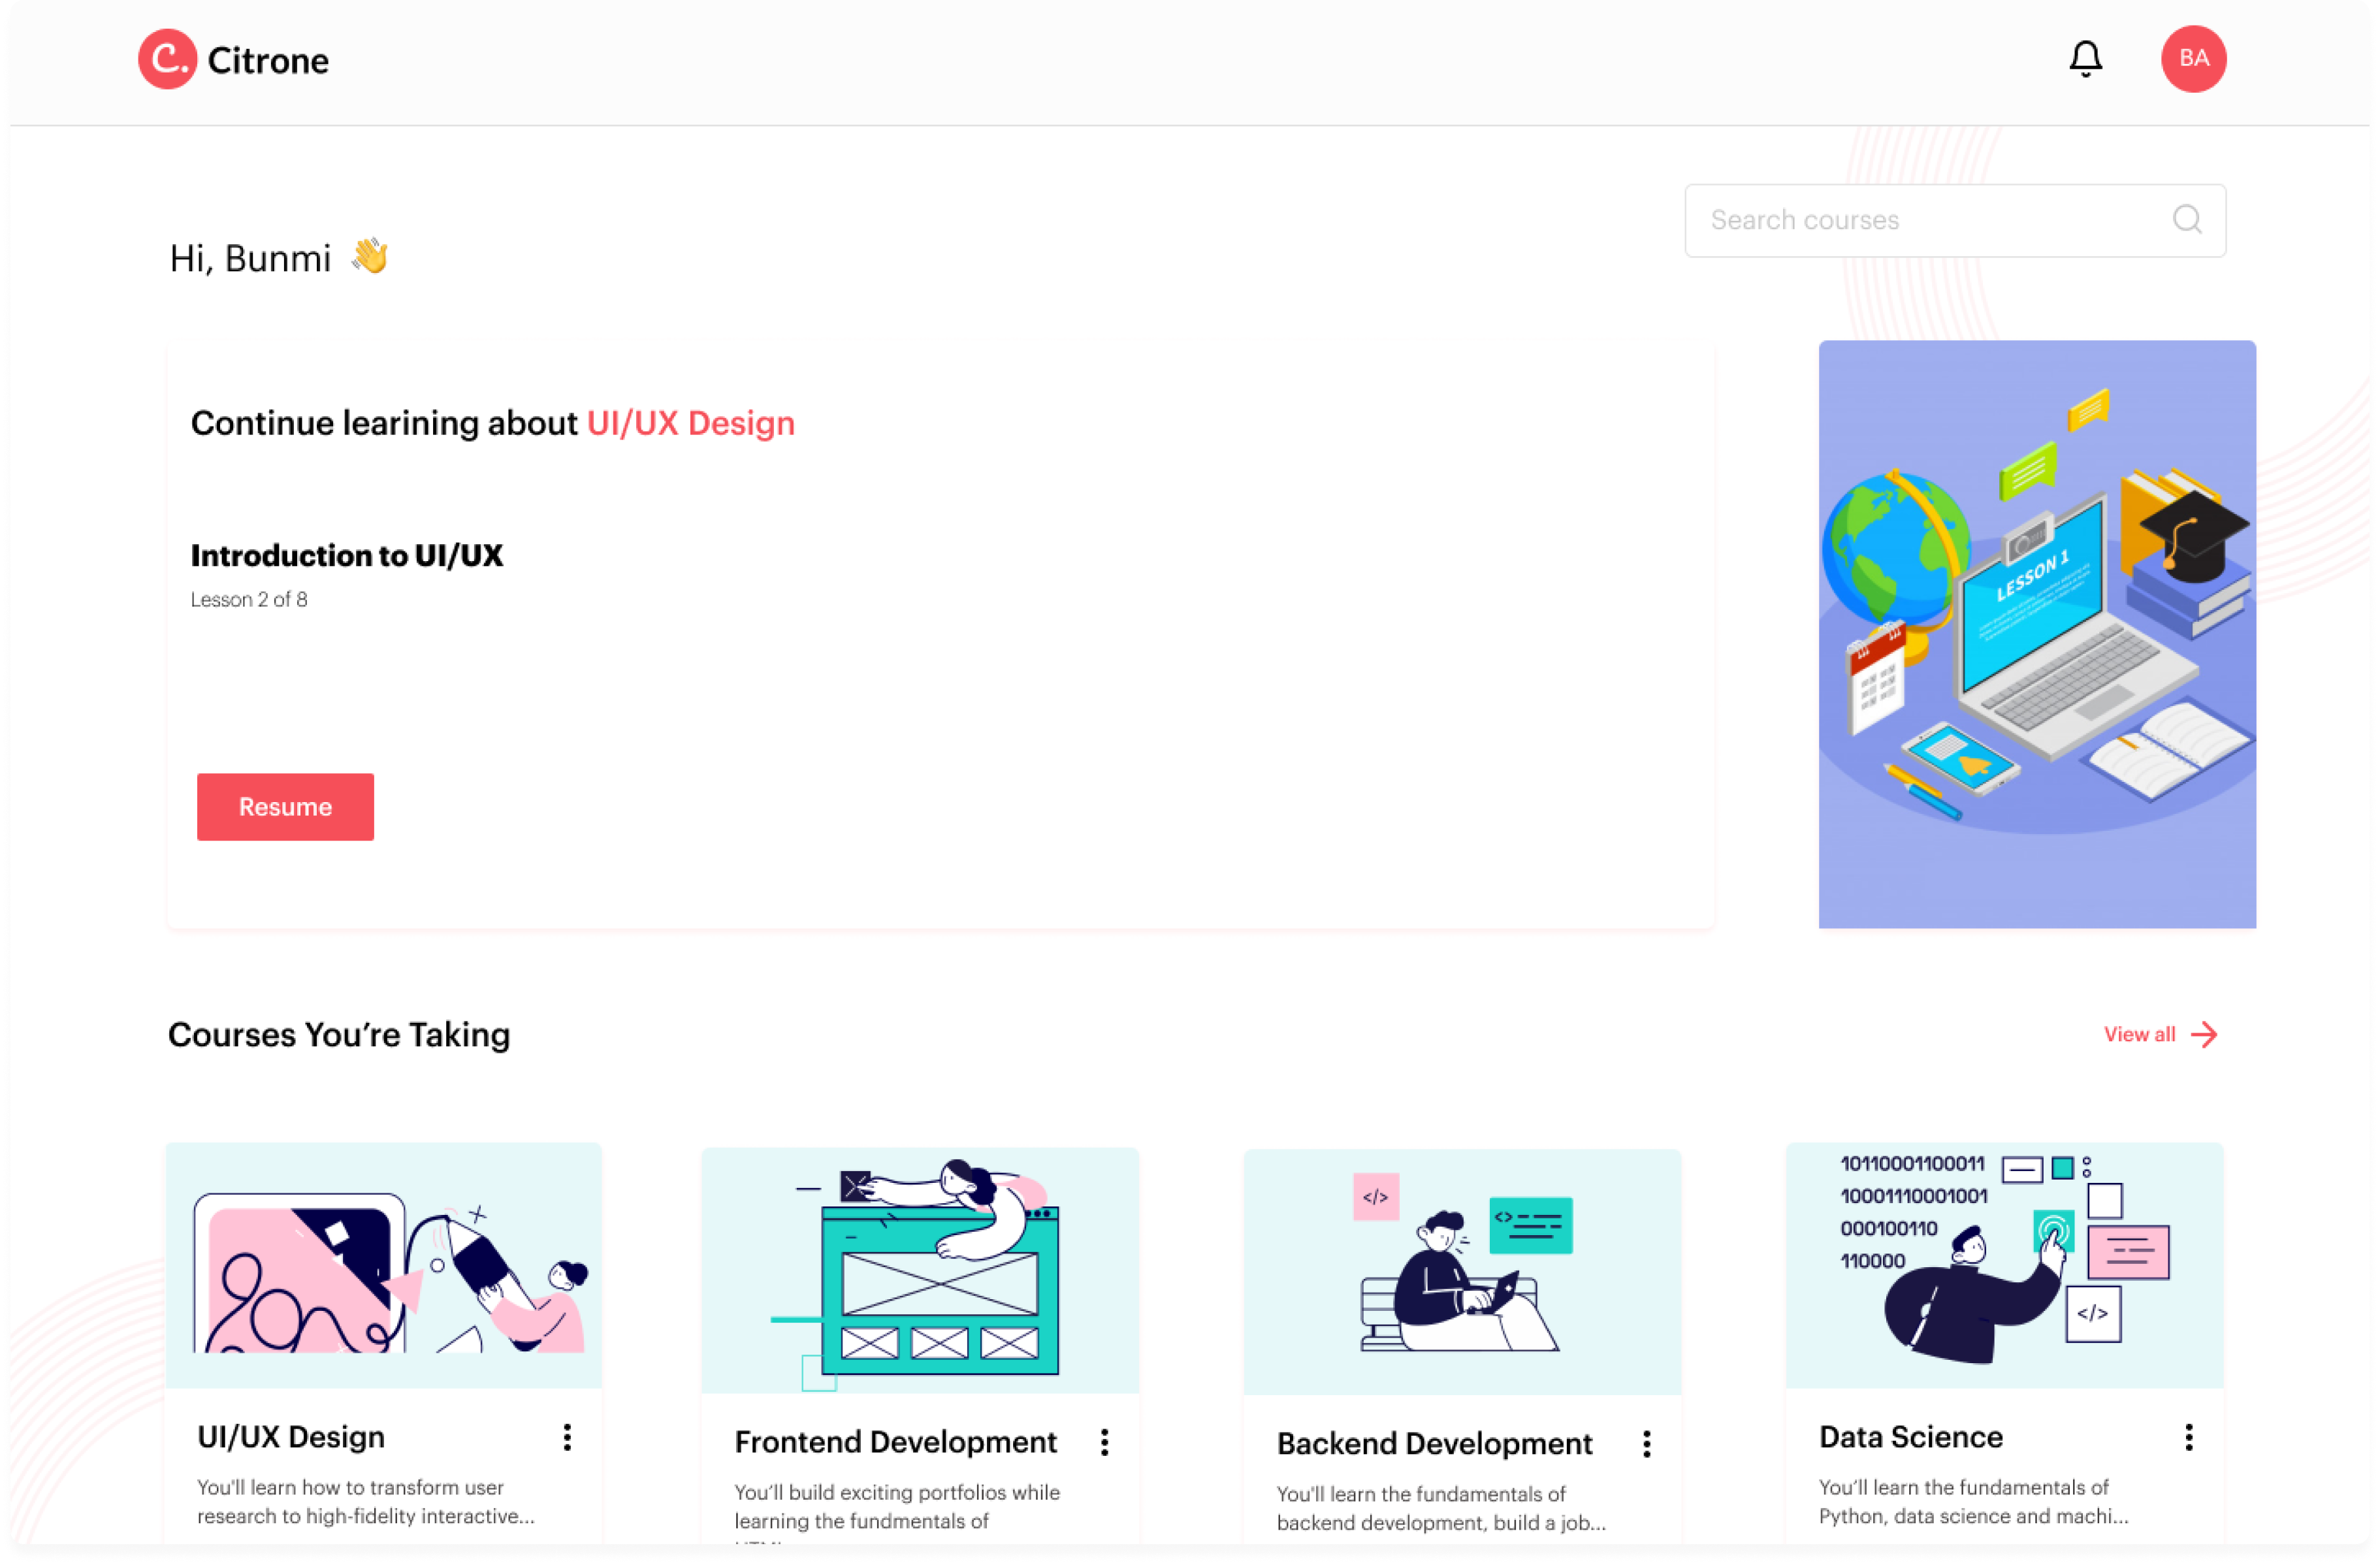 C. Citrone
BA
Search courses
Hi, Bunmi 👋
Continue learining about UI/UX Design
Introduction to UI/UX
Lesson 2 of 8
LESSON 1
Resume
Courses You’re Taking
View all
10110001100011
10001110001001
000100110
110000
</>
<>
</>
UI/UX Design
Frontend Development
Backend Development
Data Science
You'll learn how to transform user
research to high-fidelity interactive...
You’ll build exciting portfolios while
learning the fundmentals of
You'll learn the fundamentals of
backend development, build a job...
You’ll learn the fundamentals of
Python, data science and machi...